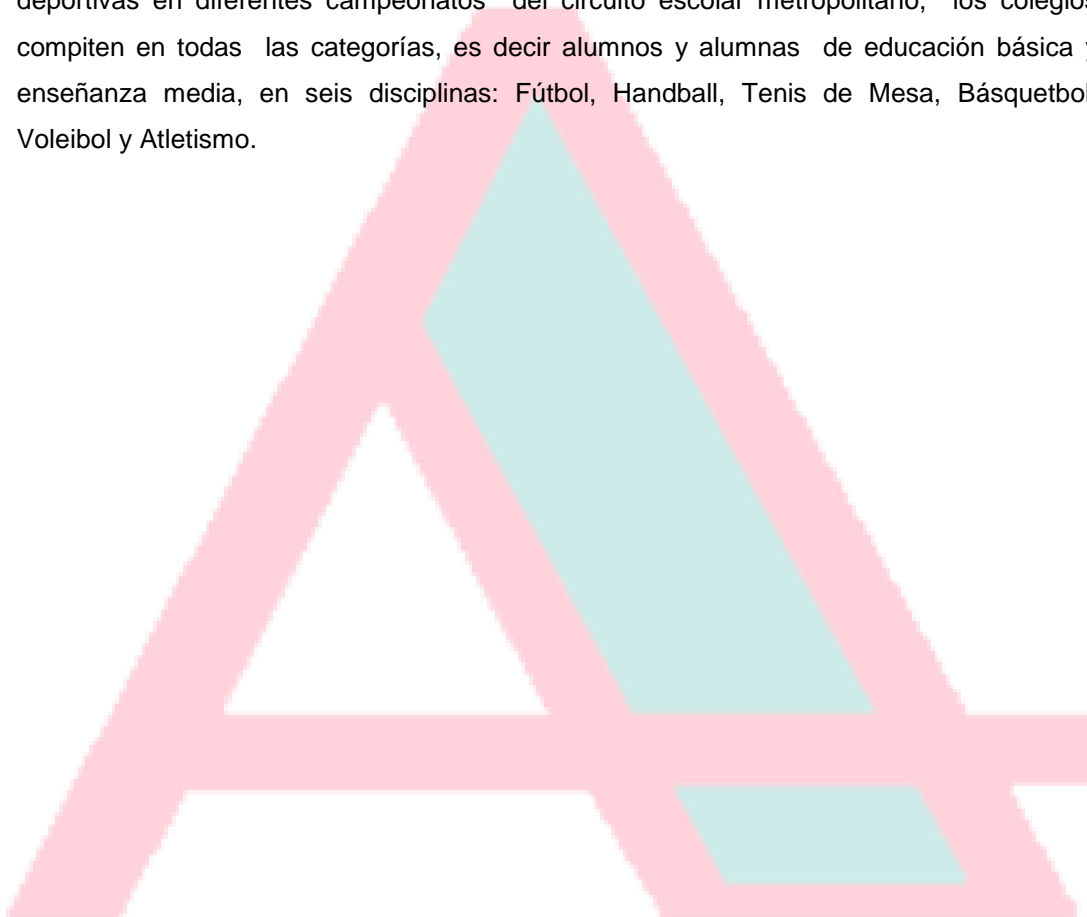 deportivas en diferentes campeonatos del circuito escolar metropolitano, los colegios
compiten en todas las categorías, es decir alumnos y alumnas de educación básica y
enseñanza media, en seis disciplinas: Fútbol, Handball, Tenis de Mesa, Básquetbol
Voleibol y Atletismo.